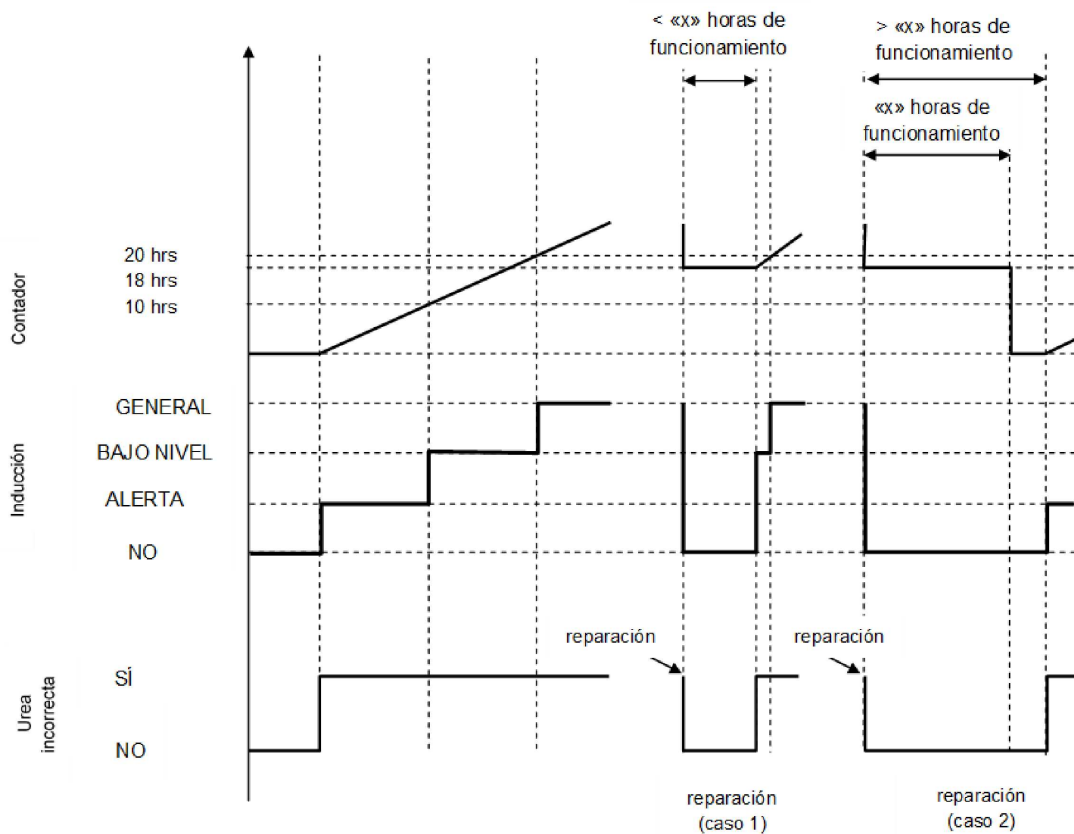 < «x» horas de
funcionamiento
> «x» horas de
funcionamiento
«x» horas de
funcionamiento
Contador
20 hrs
18 hrs
10 hrs
Inducción
GENERAL
BAJO NIVEL
ALERTA
NO
reparación
reparación
Urea
incorrecta
SÍ
NO
reparación
(caso 1)
reparación
(caso 2)